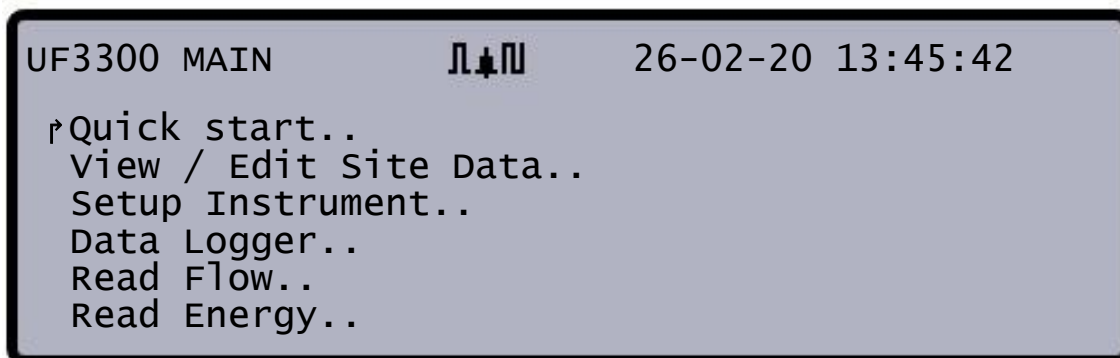 UF3300 MAIN 26-02-20 13:45:42
Quick start..
View / Edit Site Data..
Setup Instrument..
Data Logger..
Read Flow..
Read Energy..